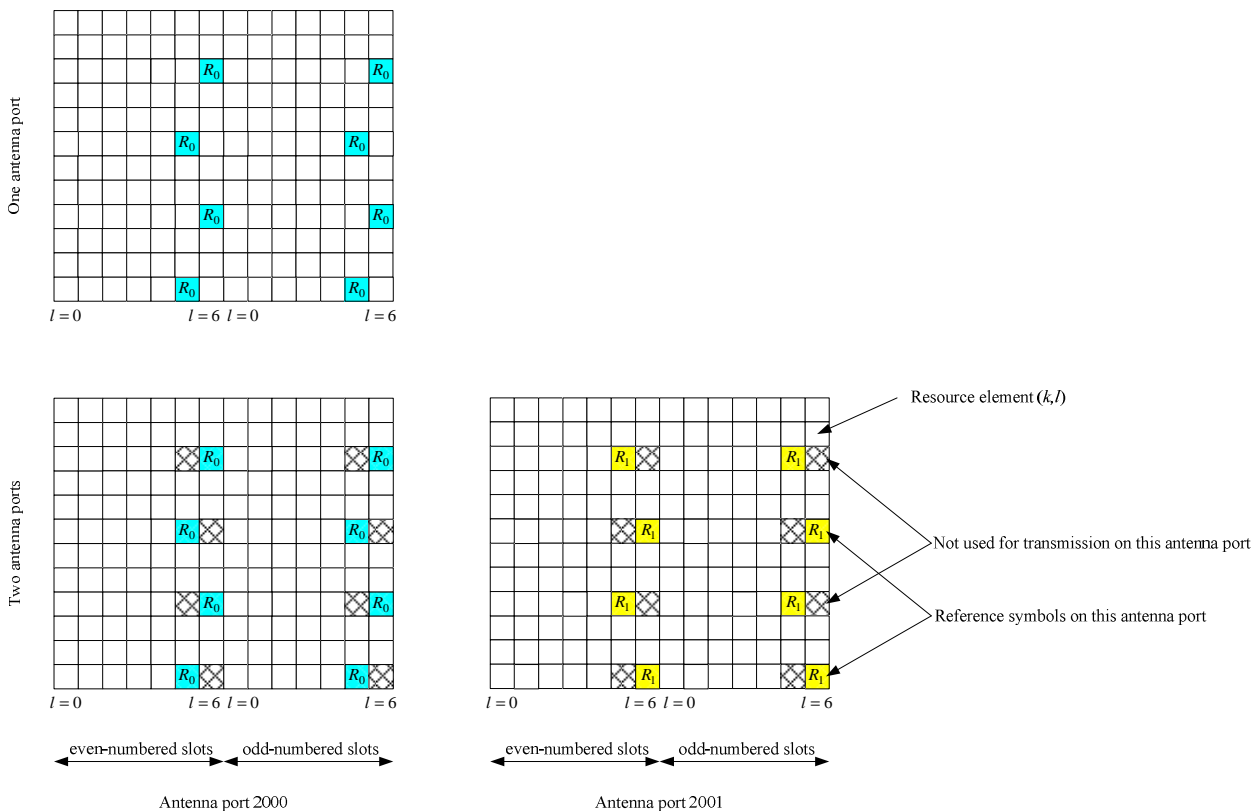 One antenna port
R0 R0
R0 R0
R0 R0
R0 R0
l = 0 l = 6 l = 0 l = 6
Two antenna ports
Resource element (k,l)
R0 R0 R1 R1
R0 R0 R1 R1
Not used for transmission on this antenna port
R0 R0 R1 R1
Reference symbols on this antenna port
R0 R0 R1 R1
l = 0 l = 6 l = 0 l = 6 l = 0 l = 6 l = 0 l = 6
even-numbered slots odd-numbered slots even-numbered slots odd-numbered slots
Antenna port 2000 Antenna port 2001